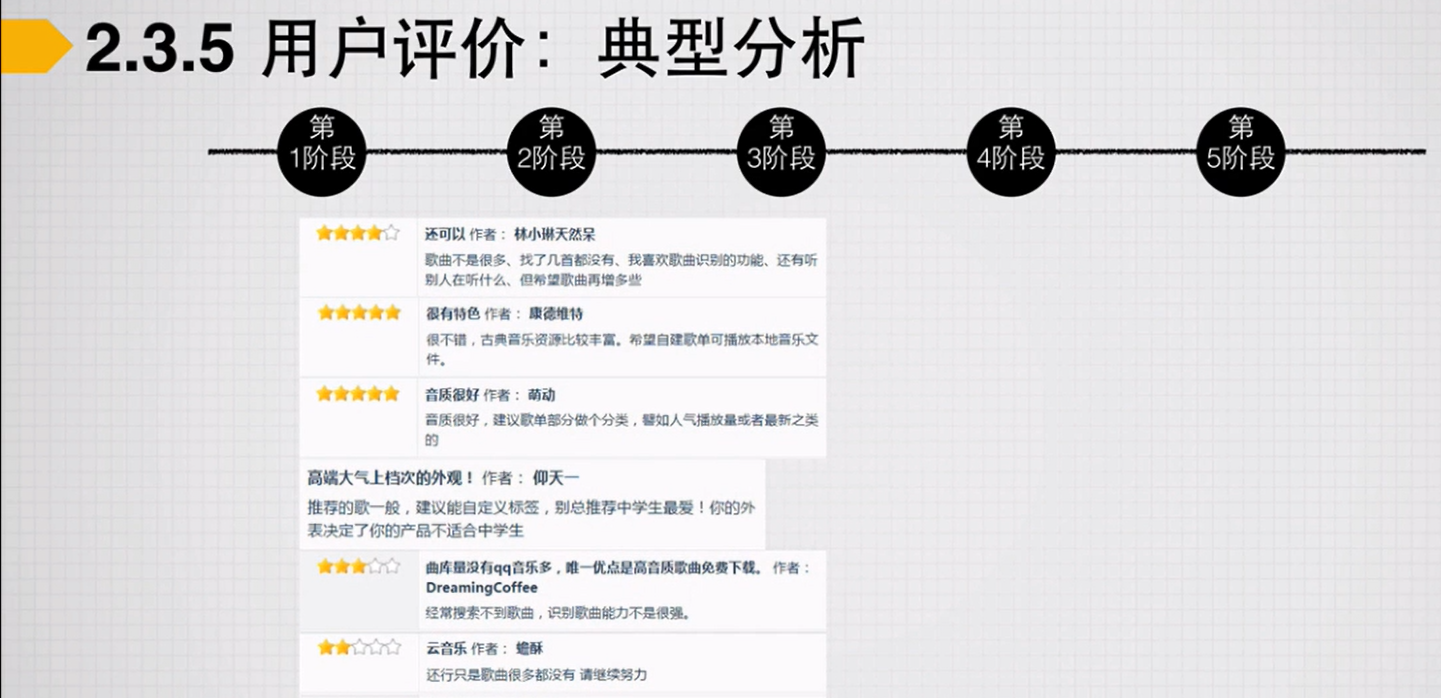 2.3.5 用户评价：典型分析
第
1阶段
第
2阶段
第
3阶段
第
4阶段
第
5阶段
还可以 作者： 林小琳天然呆
歌曲不是很多、找了几首都没有、我喜欢歌曲识别的功能、还有听
别人在听什么、但希望歌曲再增多些
很有特色 作者： 康德维特
很不错，古典音乐资源比较丰富。希望自建歌单可播放本地音乐文
件。
音质很好 作者： 萌动
音质很好，建议歌单部分做个分类，譬如人气播放量或者最新之类
的
高端大气上档次的外观！ 作者： 仰天一
推荐的歌一般，建议能自定义标签，别总推荐中学生最爱！你的外
表决定了你的产品不适合中学生
曲库量没有qq音乐多，唯一优点是高音质歌曲免费下载。 作者：
DreamingCoffee
经常搜索不到歌曲，识别歌曲能力不是很强。
云音乐 作者： 蟾酥
还行只是歌曲很多都没有 请继续努力